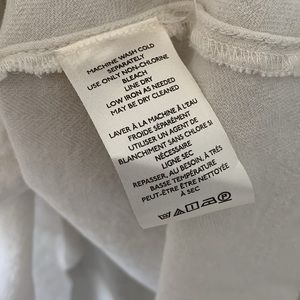 MACHINE WASH COLD
SEPARATELY
USE ONLY NON-CHLORINE
BLEACH
LINE DRY
LOW IRON AS NEEDED
MAY BE DRY CLEANED
LAVER À LA MACHINE À L'EAU
FROIDE SÉPARÉMENT
UTILISER UN AGENT DE
BLANCHIMENT SANS CHLORE SI
NÉCESSAIRE
LIGNE SEC
REPASSER, AU BESOIN, À TRÈS
BASSE TEMPÉRATURE
PEUT-ÊTRE ÊTRE NETTOYÉE
À SEC